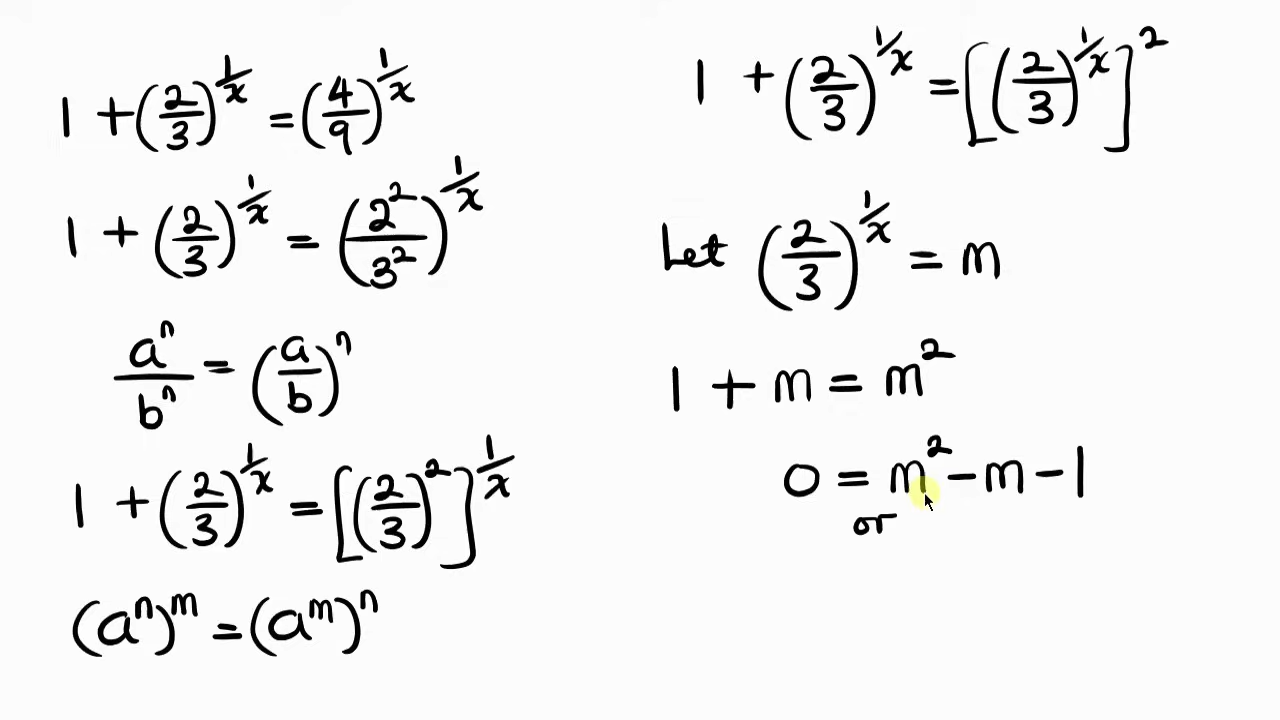 1 + (2/3)^(1/x) = (4/9)^(1/x)
1 + (2/3)^(1/x) = (2²/3²)^(1/x)
aⁿ/bⁿ = (a/b)ⁿ
1 + (2/3)^(1/x) = [(2/3)²]^(1/x)
(aⁿ)ᵐ = (aᵐ)ⁿ
1 + (2/3)^(1/x) = [(2/3)^(1/x)]²
Let (2/3)^(1/x) = m
1 + m = m²
0 = m² - m - 1
or